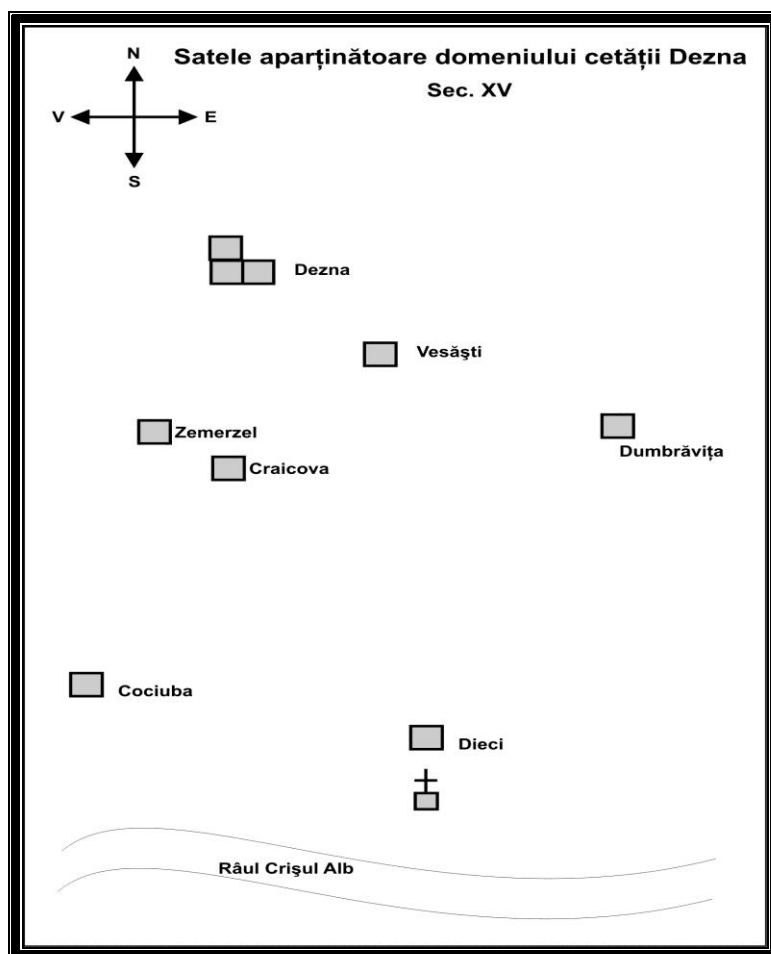 Satele aparținătoare domeniului cetății Dezna
Sec. XV
N
V
E
S
Dezna
Vesăşti
Zemerzel
Craicova
Dumbrăvița
Cociuba
Dieci
Râul Crişul Alb